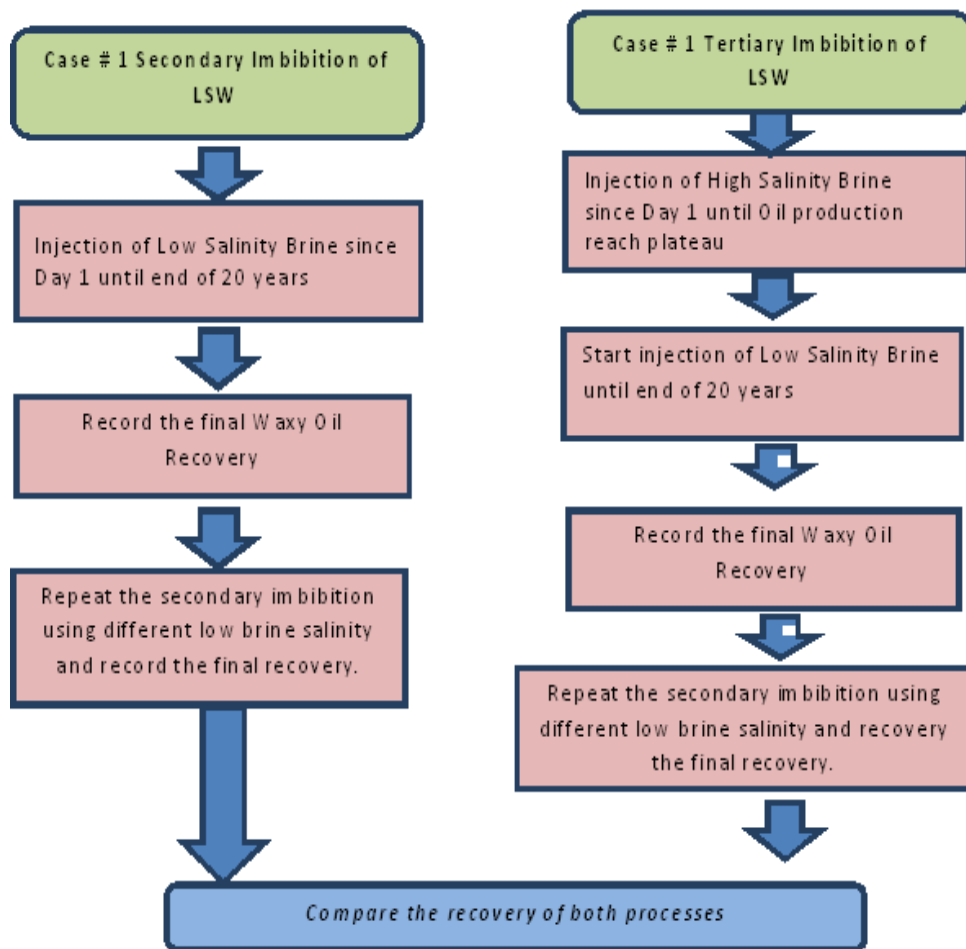 Case # 1 Secondary Imbibition of
LSW
Injection of Low Salinity Brine since
Day 1 until end of 20 years
Record the final Waxy Oil
Recovery
Repeat the secondary imbibition
using different low brine salinity
and record the final recovery.
Case # 1 Tertiary Imbibition of
LSW
Injection of High Salinity Brine
since Day 1 until Oil production
reach plateau
Start injection of Low Salinity Brine
until end of 20 years
Record the final Waxy Oil
Recovery
Repeat the secondary imbibition using
different low brine salinity and recovery
the final recovery.
Compare the recovery of both processes